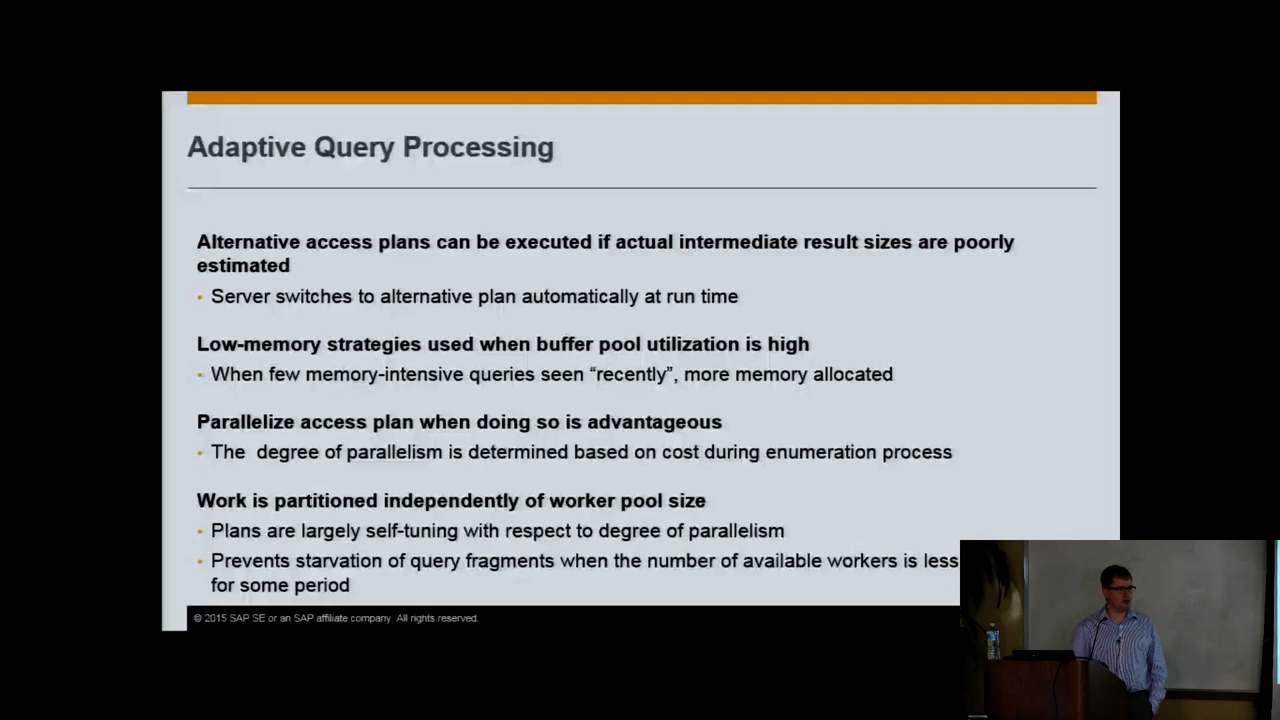 Adaptive Query Processing
Alternative access plans can be executed if actual intermediate result sizes are poorly
estimated
• Server switches to alternative plan automatically at run time
Low-memory strategies used when buffer pool utilization is high
• When few memory-intensive queries seen “recently”, more memory allocated
Parallelize access plan when doing so is advantageous
• The degree of parallelism is determined based on cost during enumeration process
Work is partitioned independently of worker pool size
• Plans are largely self-tuning with respect to degree of parallelism
• Prevents starvation of query fragments when the number of available workers is less
for some period
© 2015 SAP SE or an SAP affiliate company. All rights reserved.